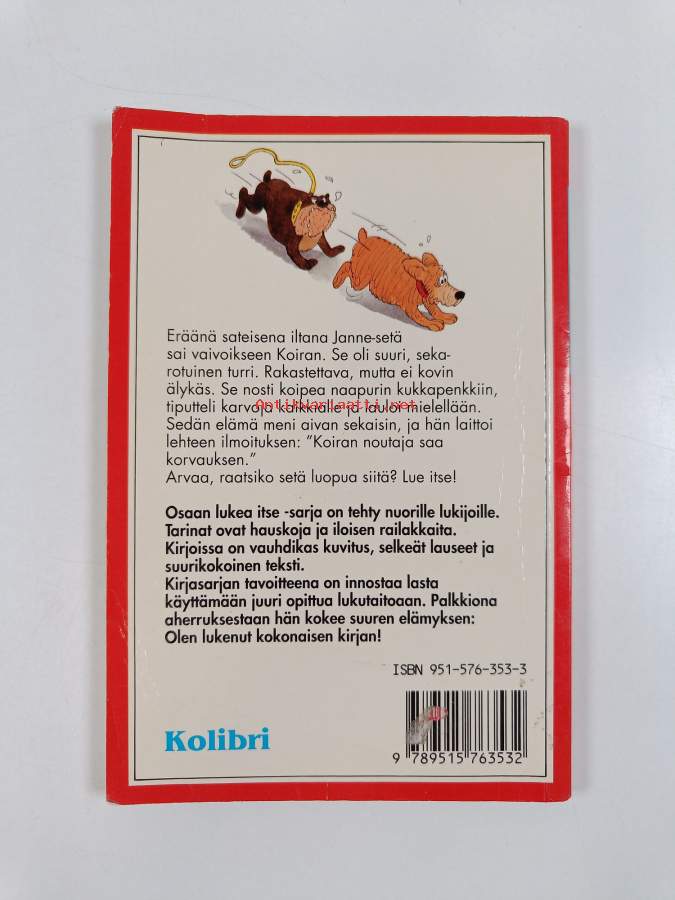 Eräänä sateisena iltana Janne-setä
sai vaivoikseen Koiran. Se oli suuri, seka-
rotuinen turri. Rakastettava, mutta ei kovin
älykäs. Se nosti koipea naapurin kukkapenkkiin,
tiputteli karvoja kaikkialle ja lauloi mielellään.
Antikvariaatti.net
Sedän elämä meni aivan sekaisin, ja hän laittoi
lehteen ilmoituksen: ”Koiran noutaja saa
korvauksen.”
Arvaa, raatsiko setä luopua siitä? Lue itse!
Osaan lukea itse -sarja on tehty nuorille lukijoille.
Tarinat ovat hauskoja ja iloisen railakkaita.
Kirjoissa on vauhdikas kuvitus, selkeät lauseet ja
suurikokoinen teksti.
Kirjasarjan tavoitteena on innostaa lasta
käyttämään juuri opittua lukutaitoaan. Palkkiona
aherruksestaan hän kokee suuren elämyksen:
Olen lukenut kokonaisen kirjan!
ISBN 951-576-353-3
Kolibri
9 789515 763532